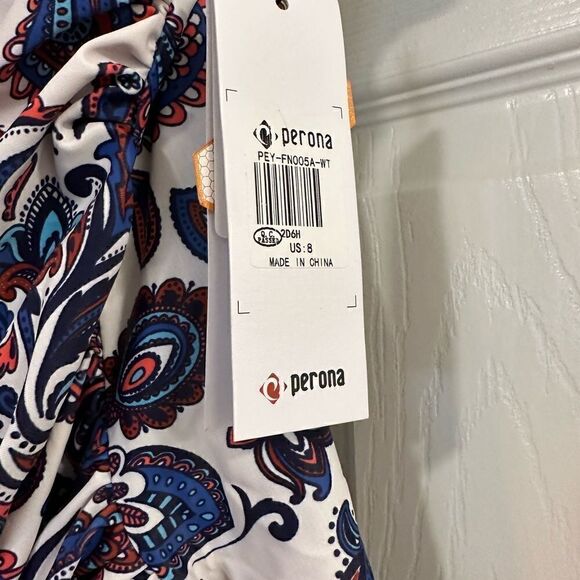 perona
PEY-FN005A-WT
Q.C. PASSED 2D6H
US:8
MADE IN CHINA
perona